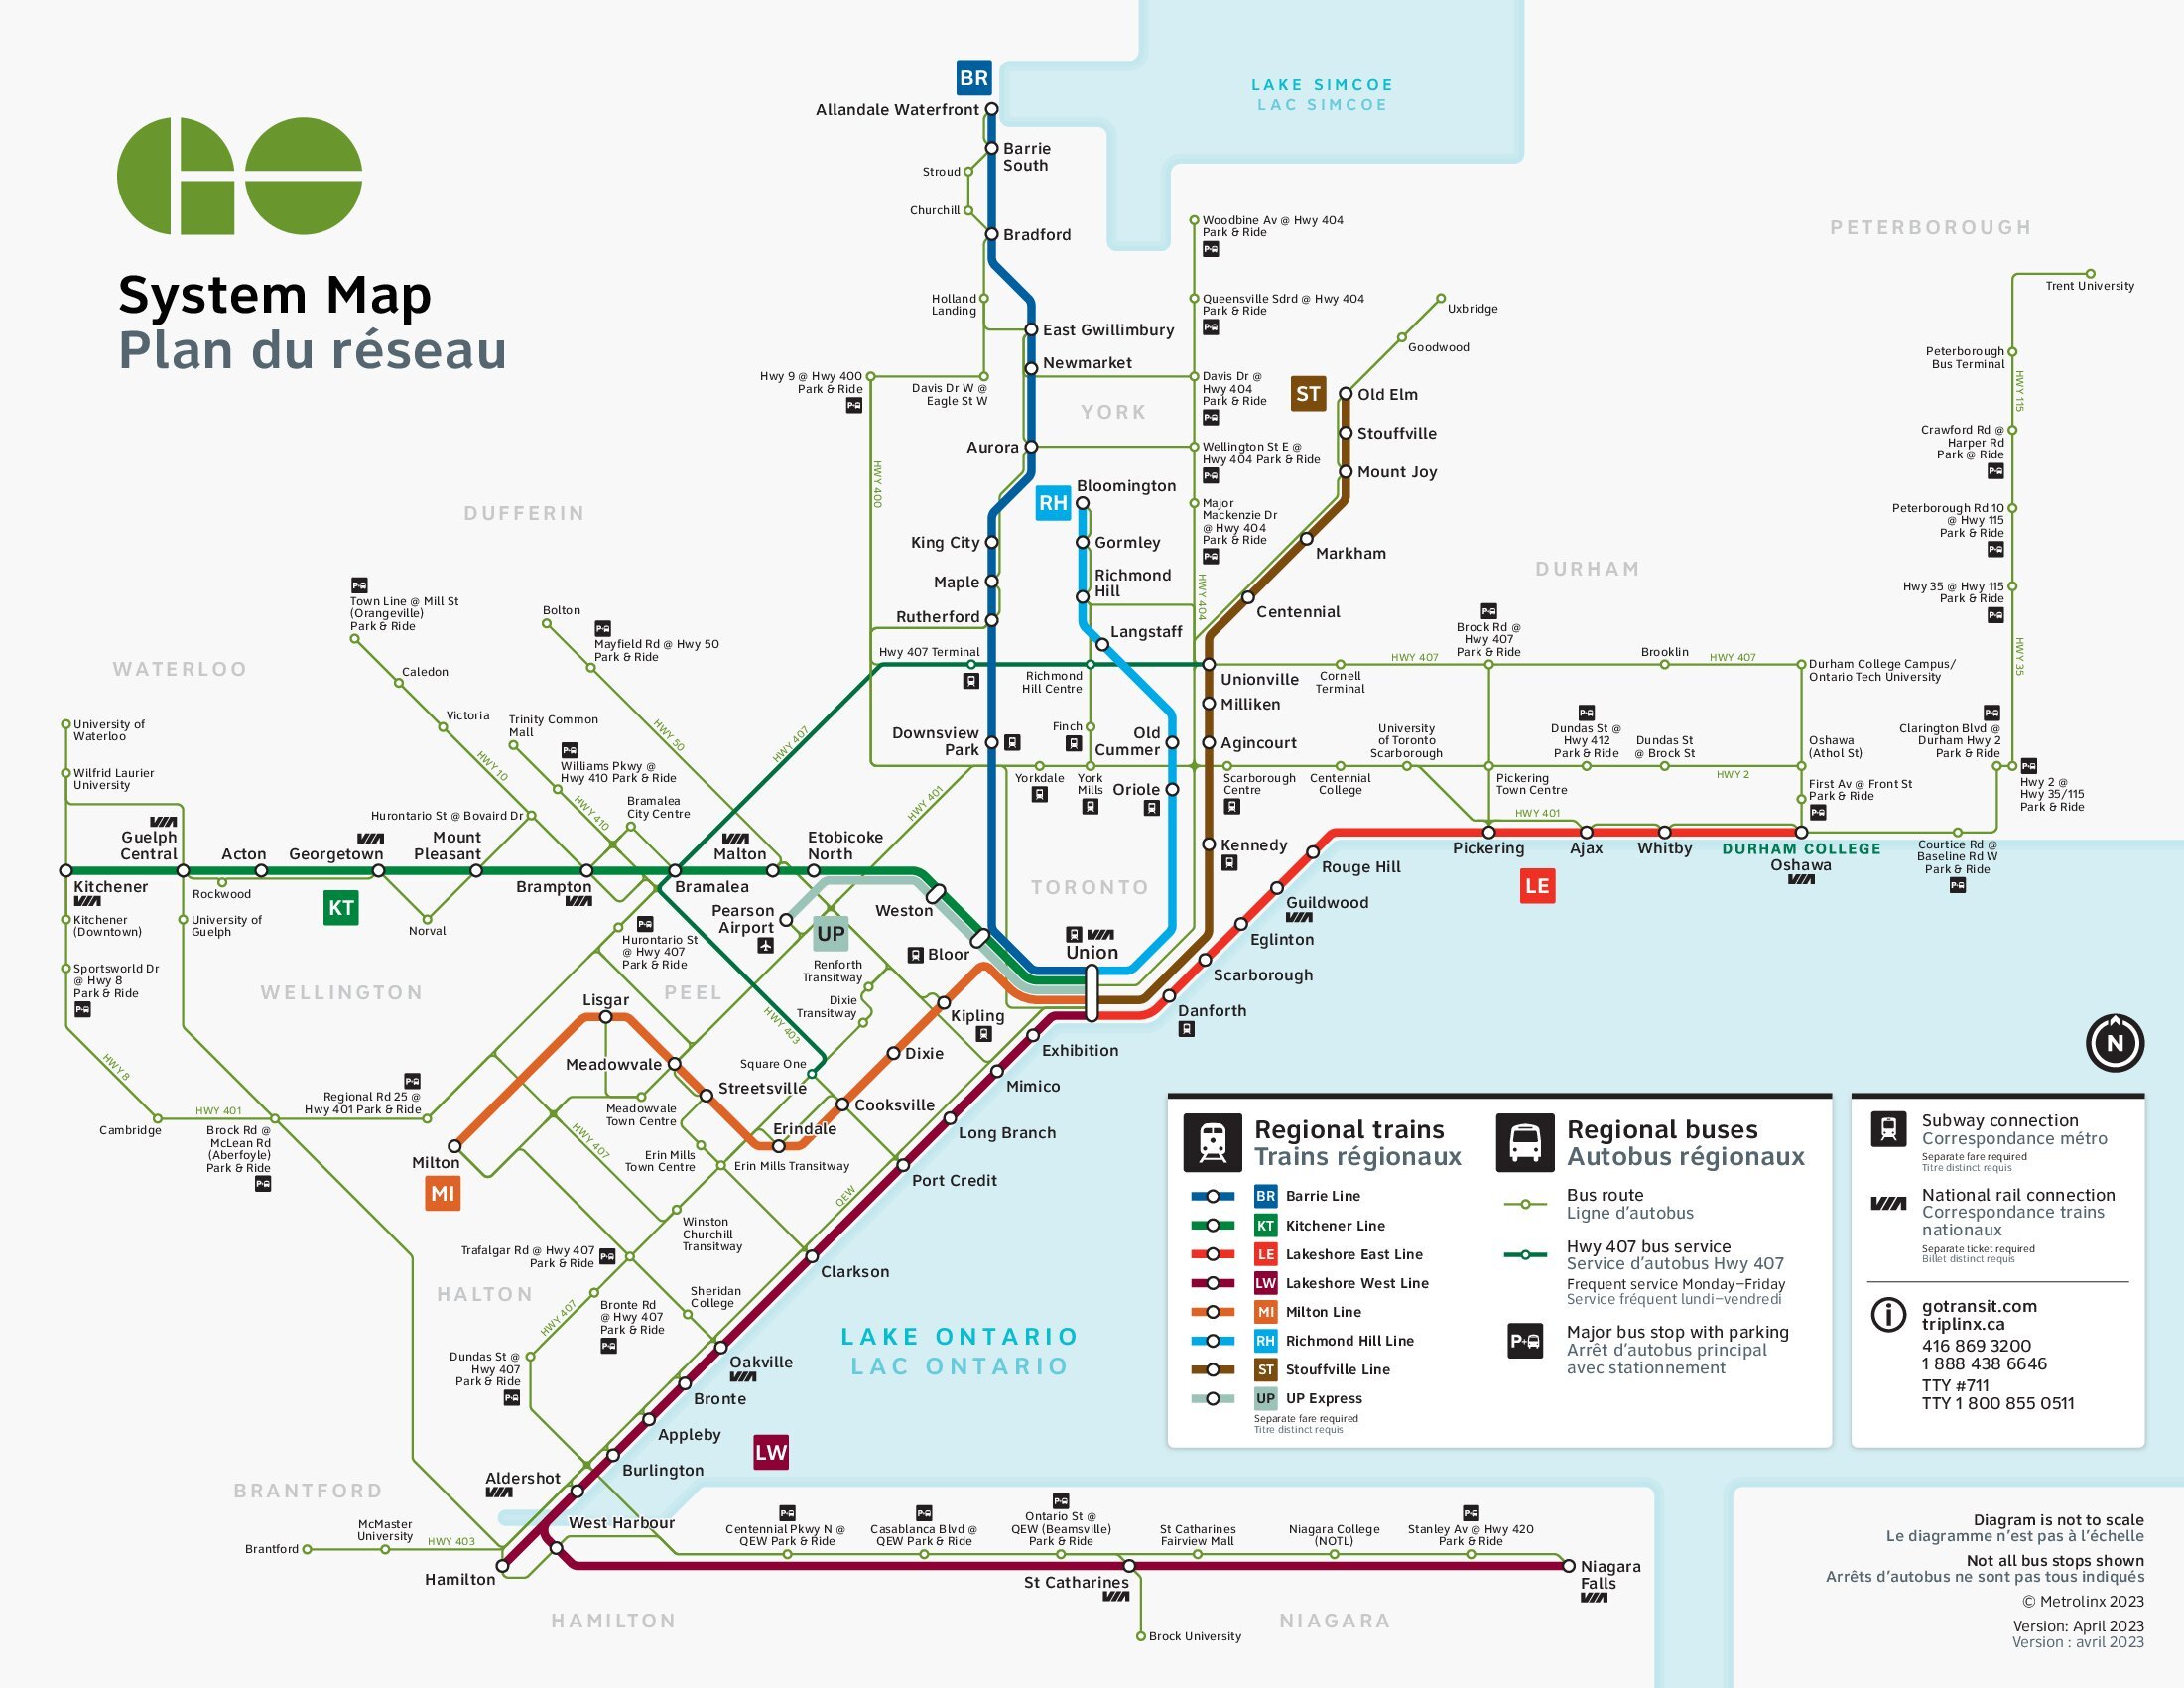 GO
System Map
Plan du réseau
BR
Allandale Waterfront
Barrie
South
Stroud
Churchill
Bradford
Holland
Landing
East Gwillimbury
Newmarket
Hwy 9 @ Hwy 400
Park & Ride
Davis Dr W @
Eagle St W
Aurora
King City
Maple
Rutherford
Hwy 407 Terminal
Downsview
Park
HWY 400
LAKE SIMCOE
LAC SIMCOE
Woodbine Av @ Hwy 404
Park & Ride
Queensville Sdrd @ Hwy 404
Park & Ride
Davis Dr @
Hwy 404
Park & Ride
Wellington St E @
Hwy 404 Park & Ride
Major
Mackenzie Dr
@ Hwy 404
Park & Ride
HWY 404
YORK
RH
Bloomington
Gormley
Richmond
Hill
Langstaff
Richmond
Hill Centre
Finch
Old
Cummer
Yorkdale
York
Mills
Oriole
ST
Uxbridge
Goodwood
Old Elm
Stouffville
Mount Joy
Markham
Centennial
Unionville
Milliken
Agincourt
Scarborough
Centre
Kennedy
Cornell
Terminal
HWY 407
Brock Rd @
Hwy 407
Park & Ride
Brooklin
HWY 407
Durham College Campus/
Ontario Tech University
DURHAM
Centennial
College
University
of Toronto
Scarborough
Pickering
Town Centre
Dundas St @
Hwy 412
Park & Ride
Dundas St
@ Brock St
HWY 2
Oshawa
(Athol St)
First Av @ Front St
Park & Ride
HWY 401
PETERBOROUGH
Trent University
Peterborough
Bus Terminal
HWY 115
Crawford Rd @
Harper Rd
Park @ Ride
Peterborough Rd 10
@ Hwy 115
Park & Ride
Hwy 35 @ Hwy 115
Park & Ride
HWY 35
Clarington Blvd @
Durham Hwy 2
Park & Ride
Hwy 2 @
Hwy 35/115
Park & Ride
Courtice Rd @
Baseline Rd W
Park & Ride
DURHAM COLLEGE
Oshawa
VIA
Whitby
Ajax
Pickering
LE
Rouge Hill
Guildwood
VIA
Eglinton
Scarborough
Danforth
TORONTO
VIA
Union
DUFFERIN
WATERLOO
Town Line @ Mill St
(Orangeville)
Park & Ride
Caledon
Victoria
HWY 10
Bolton
Mayfield Rd @ Hwy 50
Park & Ride
HWY 50
Trinity Common
Mall
Williams Pkwy @
Hwy 410 Park & Ride
HWY 410
Bramalea
City Centre
Hurontario St @ Bovaird Dr
HWY 407
HWY 401
University of
Waterloo
Wilfrid Laurier
University
VIA
Guelph
Central
Acton
VIA
Georgetown
Mount
Pleasant
Brampton
VIA
Bramalea
VIA
Malton
Etobicoke
North
Weston
Bloor
Kitchener
VIA
Rockwood
KT
Norval
Kitchener
(Downtown)
University of
Guelph
Sportsworld Dr
@ Hwy 8
Park & Ride
HWY 8
Cambridge
HWY 401
WELLINGTON
Brock Rd @
McLean Rd
(Aberfoyle)
Park & Ride
Regional Rd 25 @
Hwy 401 Park & Ride
Hurontario St
@ Hwy 407
Park & Ride
PEEL
Pearson
Airport
UP
Renforth
Transitway
Dixie
Transitway
HWY 403
Square One
Lisgar
Meadowvale
Streetsville
Meadowvale
Town Centre
Erin Mills
Town Centre
Erindale
Erin Mills Transitway
Cooksville
Dixie
Kipling
Milton
MI
HWY 407
Winston
Churchill
Transitway
Trafalgar Rd @ Hwy 407
Park & Ride
Bronte Rd
@ Hwy 407
Park & Ride
HWY 407
Dundas St @
Hwy 407
Park & Ride
Sheridan
College
QEW
HALTON
Exhibition
Mimico
Long Branch
Port Credit
Clarkson
Oakville
VIA
Bronte
Appleby
Burlington
LW
Aldershot
VIA
West Harbour
Hamilton
LAKE ONTARIO
LAC ONTARIO
BRANTFORD
Brantford
McMaster
University
HWY 403
HAMILTON
Centennial Pkwy N @
QEW Park & Ride
Casablanca Blvd @
QEW Park & Ride
Ontario St @
QEW (Beamsville)
Park & Ride
St Catharines
Fairview Mall
Niagara College
(NOTL)
Stanley Av @ Hwy 420
Park & Ride
St Catharines
VIA
Brock University
Niagara
Falls
VIA
NIAGARA
N
Regional trains
Trains régionaux
BR Barrie Line
KT Kitchener Line
LE Lakeshore East Line
LW Lakeshore West Line
MI Milton Line
RH Richmond Hill Line
ST Stouffville Line
UP UP Express
Separate fare required
Titre distinct requis
Regional buses
Autobus régionaux
Bus route
Ligne d'autobus
Hwy 407 bus service
Service d'autobus Hwy 407
Frequent service Monday–Friday
Service fréquent lundi–vendredi
Major bus stop with parking
Arrêt d'autobus principal
avec stationnement
Subway connection
Correspondance métro
Separate fare required
Titre distinct requis
VIA
National rail connection
Correspondance trains
nationaux
Separate ticket required
Billet distinct requis
gotransit.com
triplinx.ca
416 869 3200
1 888 438 6646
TTY #711
TTY 1 800 855 0511
Diagram is not to scale
Le diagramme n'est pas à l'échelle
Not all bus stops shown
Arrêts d'autobus ne sont pas tous indiqués
© Metrolinx 2023
Version: April 2023
Version : avril 2023